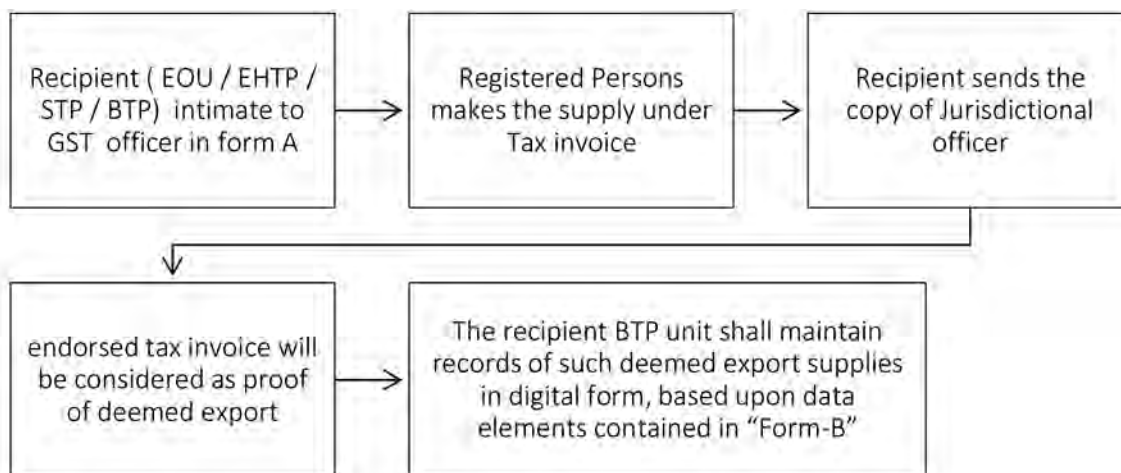 Recipient ( EOU / EHTP /
STP / BTP) intimate to
GST officer in form A
Registered Persons
makes the supply under
Tax invoice
Recipient sends the
copy of Jurisdictional
officer
endorsed tax invoice will
be considered as proof
of deemed export
The recipient BTP unit shall maintain
records of such deemed export supplies
in digital form, based upon data
elements contained in “Form-B”